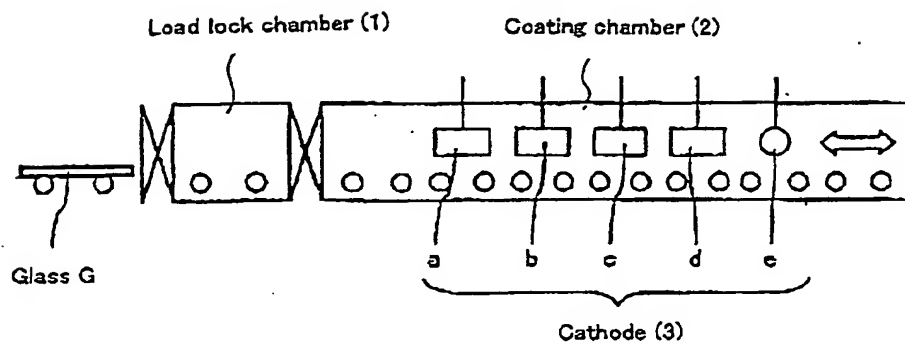 Load lock chamber (1)
Coating chamber (2)
a b c d e
Glass G
Cathode (3)